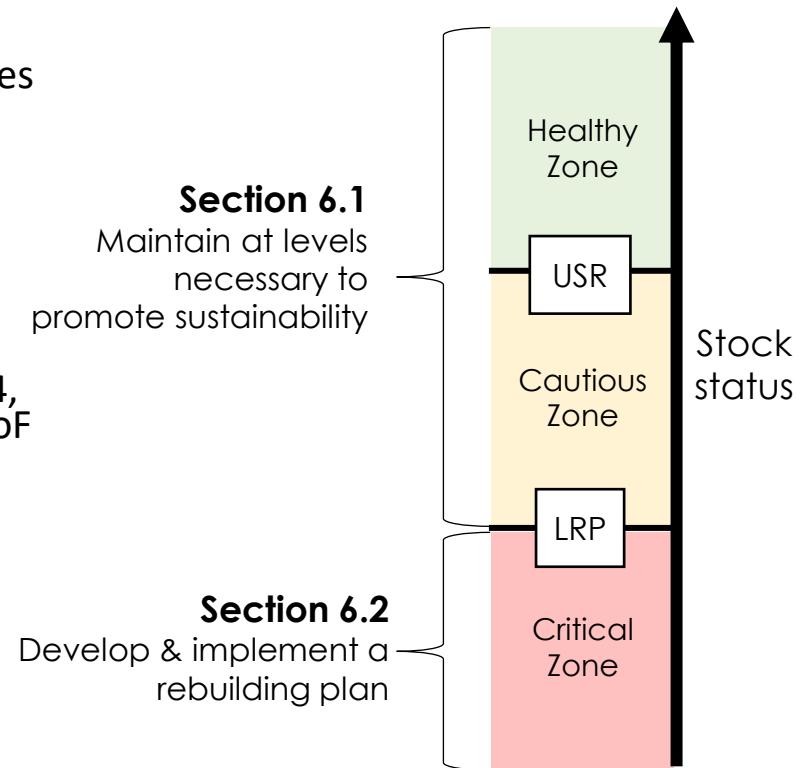 es
Section 6.1
Maintain at levels
necessary to
promote sustainability
4,
oF
Section 6.2
Develop & implement a
rebuilding plan
Healthy
Zone
USR
Cautious
Zone
LRP
Critical
Zone
Stock
status